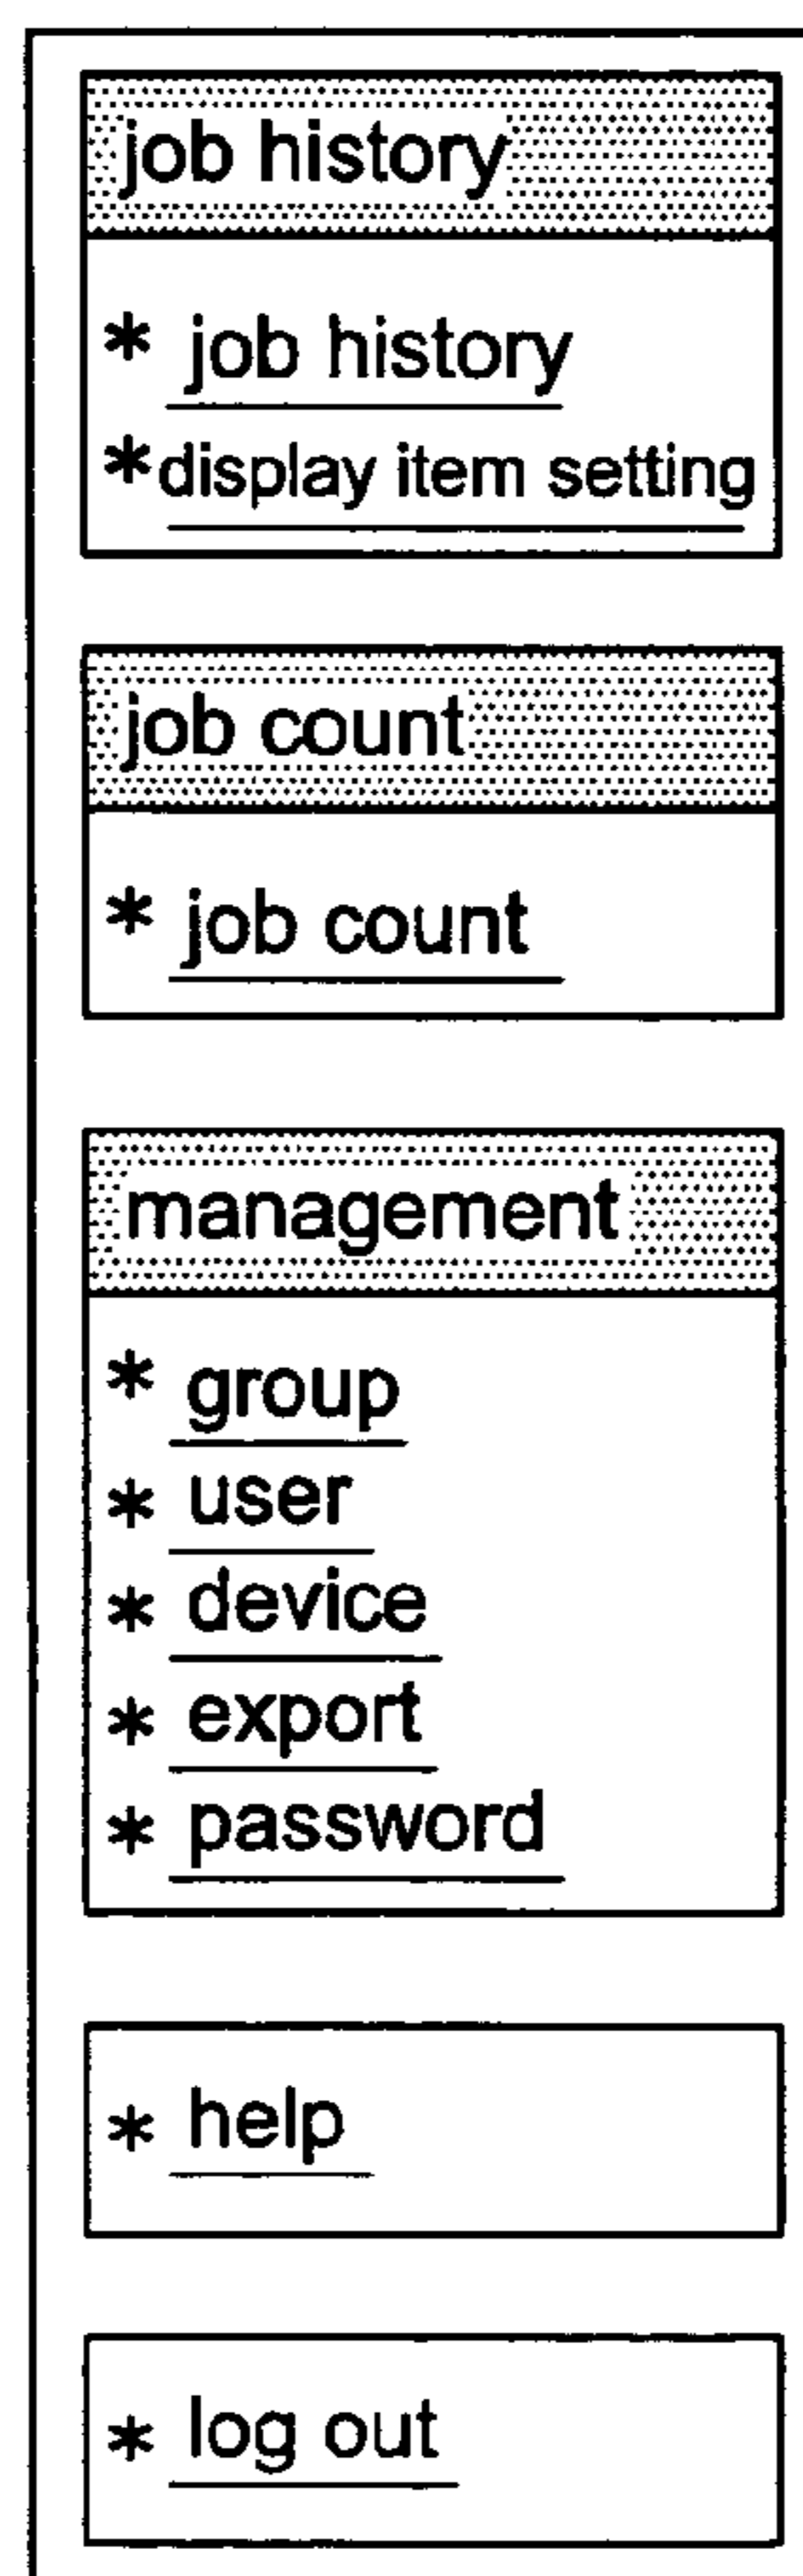 job history
* job history
*display item setting
job count
* job count
management
* group
* user
* device
* export
* password
* help
* log out